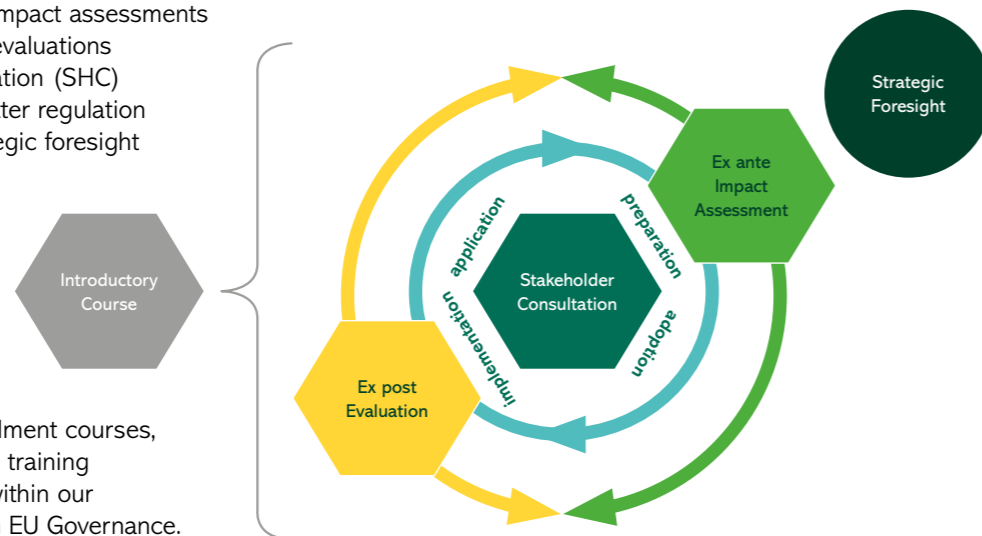 mpact assessments
evaluations
ation (SHC)
tter regulation
egic foresight
Strategic
Foresight
Ex ante
Impact
Assessment
application
preparation
Introductory
Course
Stakeholder
Consultation
implementation
adoption
Ex post
Evaluation
lment courses,
training
within our
EU Governance.